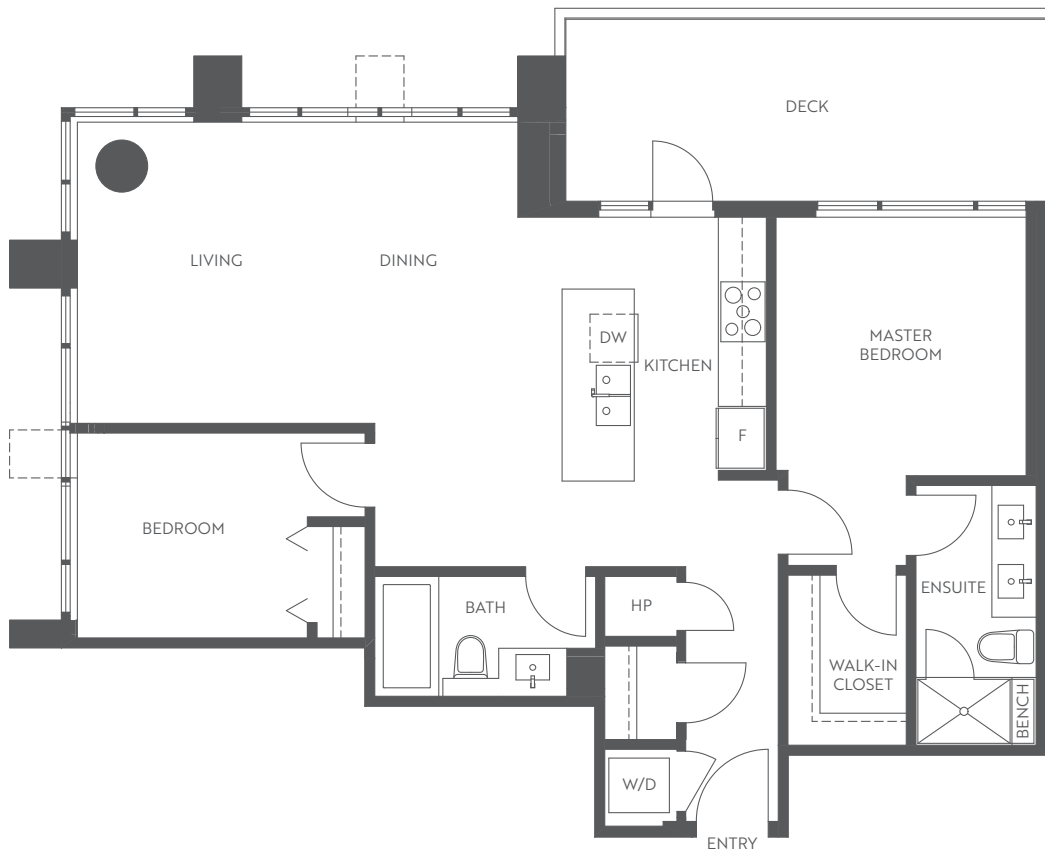 DECK
LIVING
DINING
DW
KITCHEN
MASTER
BEDROOM
F
BEDROOM
BATH
HP
ENSUITE
WALK-IN
CLOSET
BENCH
W/D
ENTRY